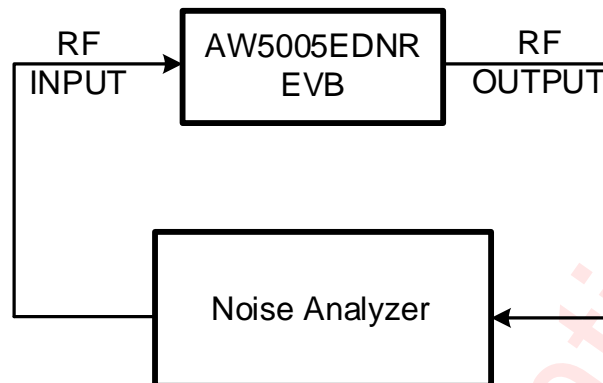 RF
INPUT
AW5005EDNR
EVB
RF
OUTPUT
Noise Analyzer